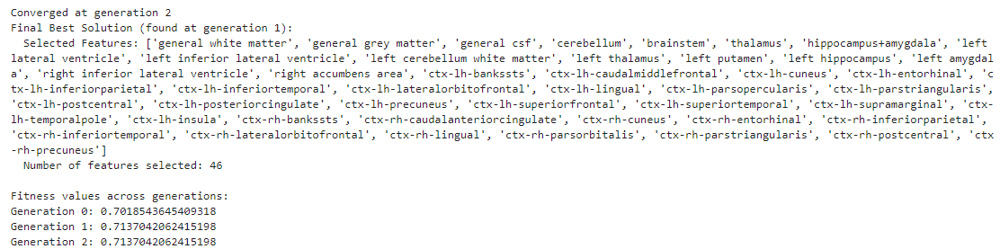 Converged at generation 2
Final Best Solution (found at generation 1):
  Selected Features: ['general white matter', 'general grey matter', 'general csf', 'cerebellum', 'brainstem', 'thalamus', 'hippocampus+amygdala', 'left
lateral ventricle', 'left inferior lateral ventricle', 'left cerebellum white matter', 'left thalamus', 'left putamen', 'left hippocampus', 'left amygdal
a', 'right inferior lateral ventricle', 'right accumbens area', 'ctx-lh-bankssts', 'ctx-lh-caudalmiddlefrontal', 'ctx-lh-cuneus', 'ctx-lh-entorhinal', 'c
tx-lh-inferiorparietal', 'ctx-lh-inferiortemporal', 'ctx-lh-lateralorbitofrontal', 'ctx-lh-lingual', 'ctx-lh-parsopercularis', 'ctx-lh-parstriangularis',
'ctx-lh-postcentral', 'ctx-lh-posteriorcingulate', 'ctx-lh-precuneus', 'ctx-lh-superiorfrontal', 'ctx-lh-superiortemporal', 'ctx-lh-supramarginal', 'ctx-
lh-temporalpole', 'ctx-lh-insula', 'ctx-rh-bankssts', 'ctx-rh-caudalanteriorcingulate', 'ctx-rh-cuneus', 'ctx-rh-entorhinal', 'ctx-rh-inferiorparietal',
'ctx-rh-inferiortemporal', 'ctx-rh-lateralorbitofrontal', 'ctx-rh-lingual', 'ctx-rh-parsorbitalis', 'ctx-rh-parstriangularis', 'ctx-rh-postcentral', 'ctx
-rh-precuneus']
  Number of features selected: 46

Fitness values across generations:
Generation 0: 0.7018543645409318
Generation 1: 0.7137042062415198
Generation 2: 0.7137042062415198